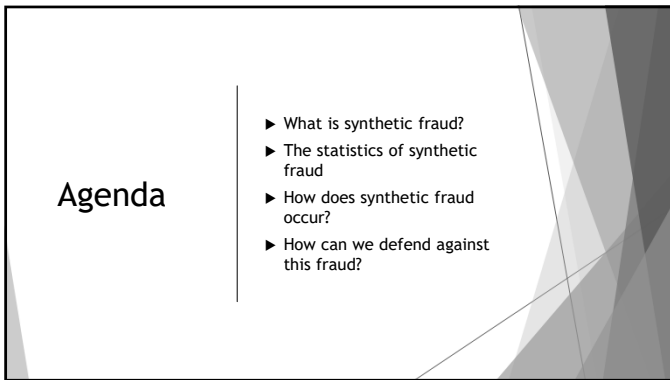 Agenda
▶ What is synthetic fraud?
▶ The statistics of synthetic
fraud
▶ How does synthetic fraud
occur?
▶ How can we defend against
this fraud?